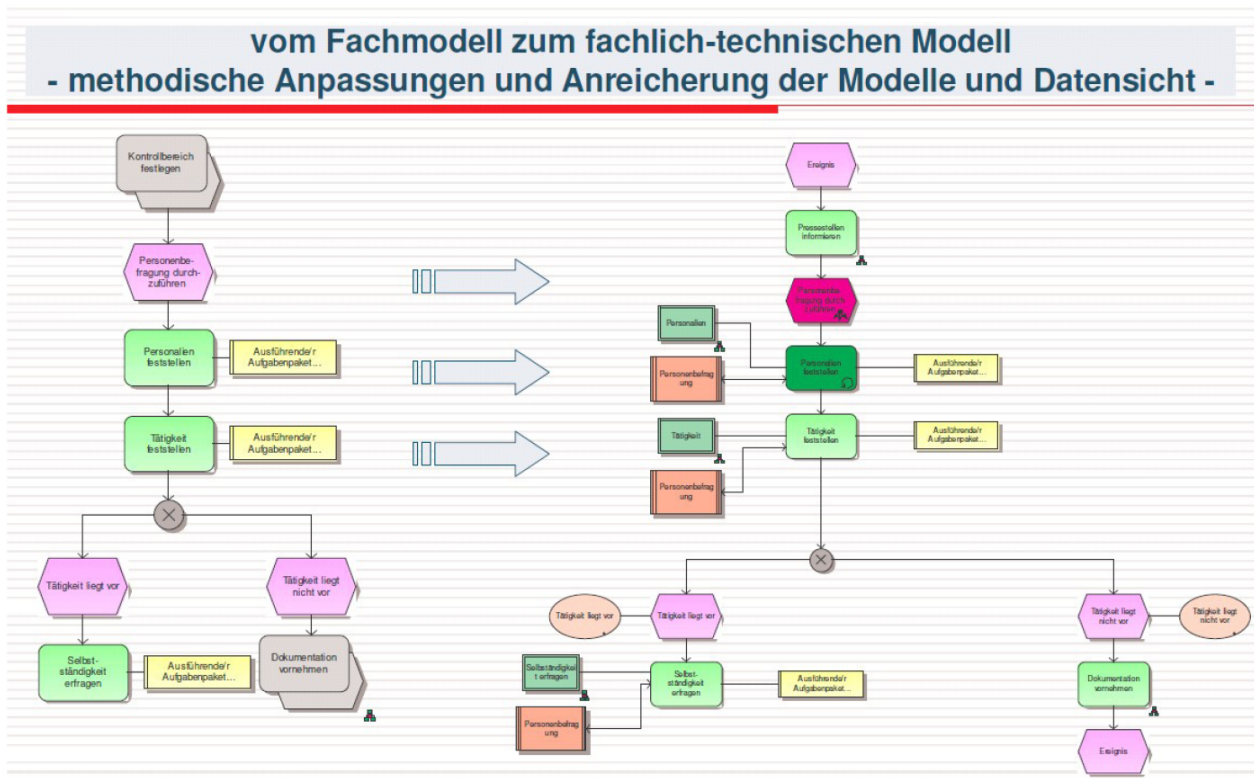 vom Fachmodell zum fachlich-technischen Modell
- methodische Anpassungen und Anreicherung der Modelle und Datensicht -
Kontrollbereich
festlegen
Personenbe-
fragung durch-
zuführen
Personalien
feststellen
Ausführende/r
Aufgabenpaket...
Tätigkeit
feststellen
Ausführende/r
Aufgabenpaket...
Tätigkeit liegt vor
Tätigkeit liegt
nicht vor
Selbst-
ständigkeit
erfragen
Ausführende/r
Aufgabenpaket...
Dokumentation
vornehmen
Ereignis
Pressestellen
informieren
Personenbe-
fragung durch
zuführen
Personalien
Personalien
feststellen
Ausführende/r
Aufgabenpaket...
Personenbefrag
ung
Tätigkeit
Tätigkeit
feststellen
Ausführende/r
Aufgabenpaket...
Personenbefrag
ung
Tätigkeit liegt vor
Tätigkeit liegt vor
Tätigkeit liegt
nicht vor
Tätigkeit liegt
nicht vor
Selbständigkei
t erfragen
Selbst-
ständigkeit
erfragen
Ausführende/r
Aufgabenpaket...
Personenbefrag
ung
Dokumentation
vornehmen
Ereignis